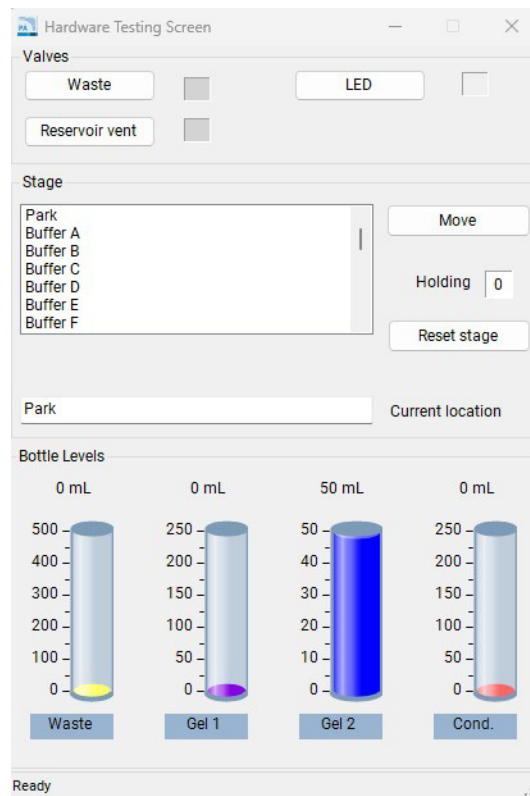 PA
Hardware Testing Screen
Valves
Waste
LED
Reservoir vent
Stage
Park
Buffer A
Buffer B
Buffer C
Buffer D
Buffer E
Buffer F
Move
Holding 0
Reset stage
Park
Current location
Bottle Levels
0 mL 0 mL 50 mL 0 mL
500 250 50 250
400 200 40 200
300 150 30 150
200 100 20 100
100 50 10 50
0 0 0 0
Waste Gel 1 Gel 2 Cond.
Ready